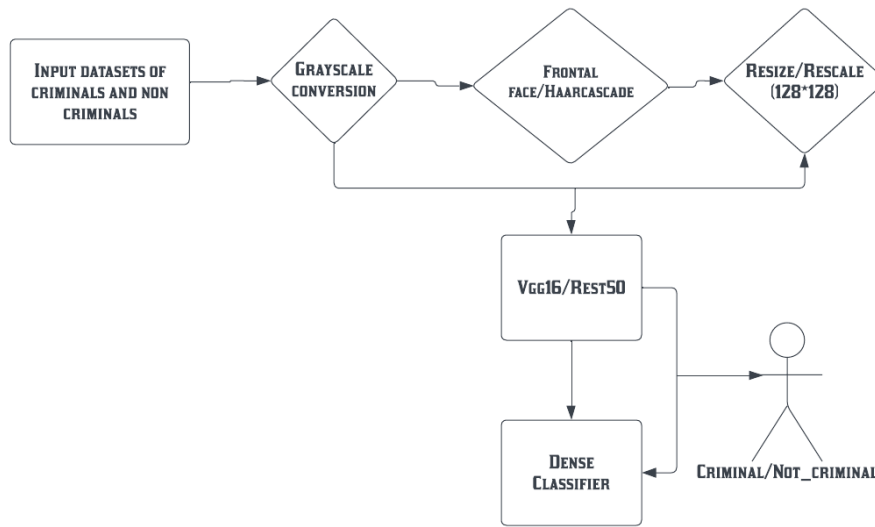 Input datasets of
criminals and non
criminals
Grayscale
conversion
Frontal
face/Haarcascade
Resize/Rescale
(128*128)
Vgg16/Rest50
Dense
Classifier
Criminal/Not_criminal